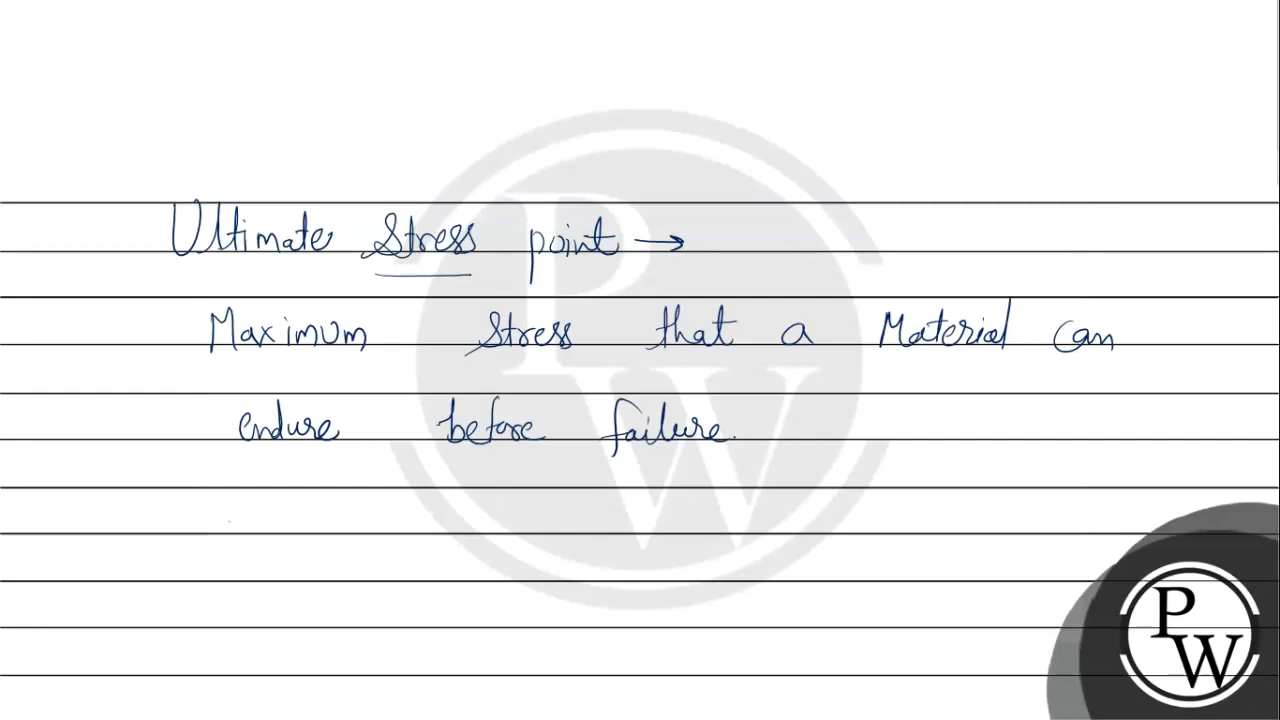 Ultimate stress point →
Maximum stress that a Material can
endure before failure.
P
W
P
W